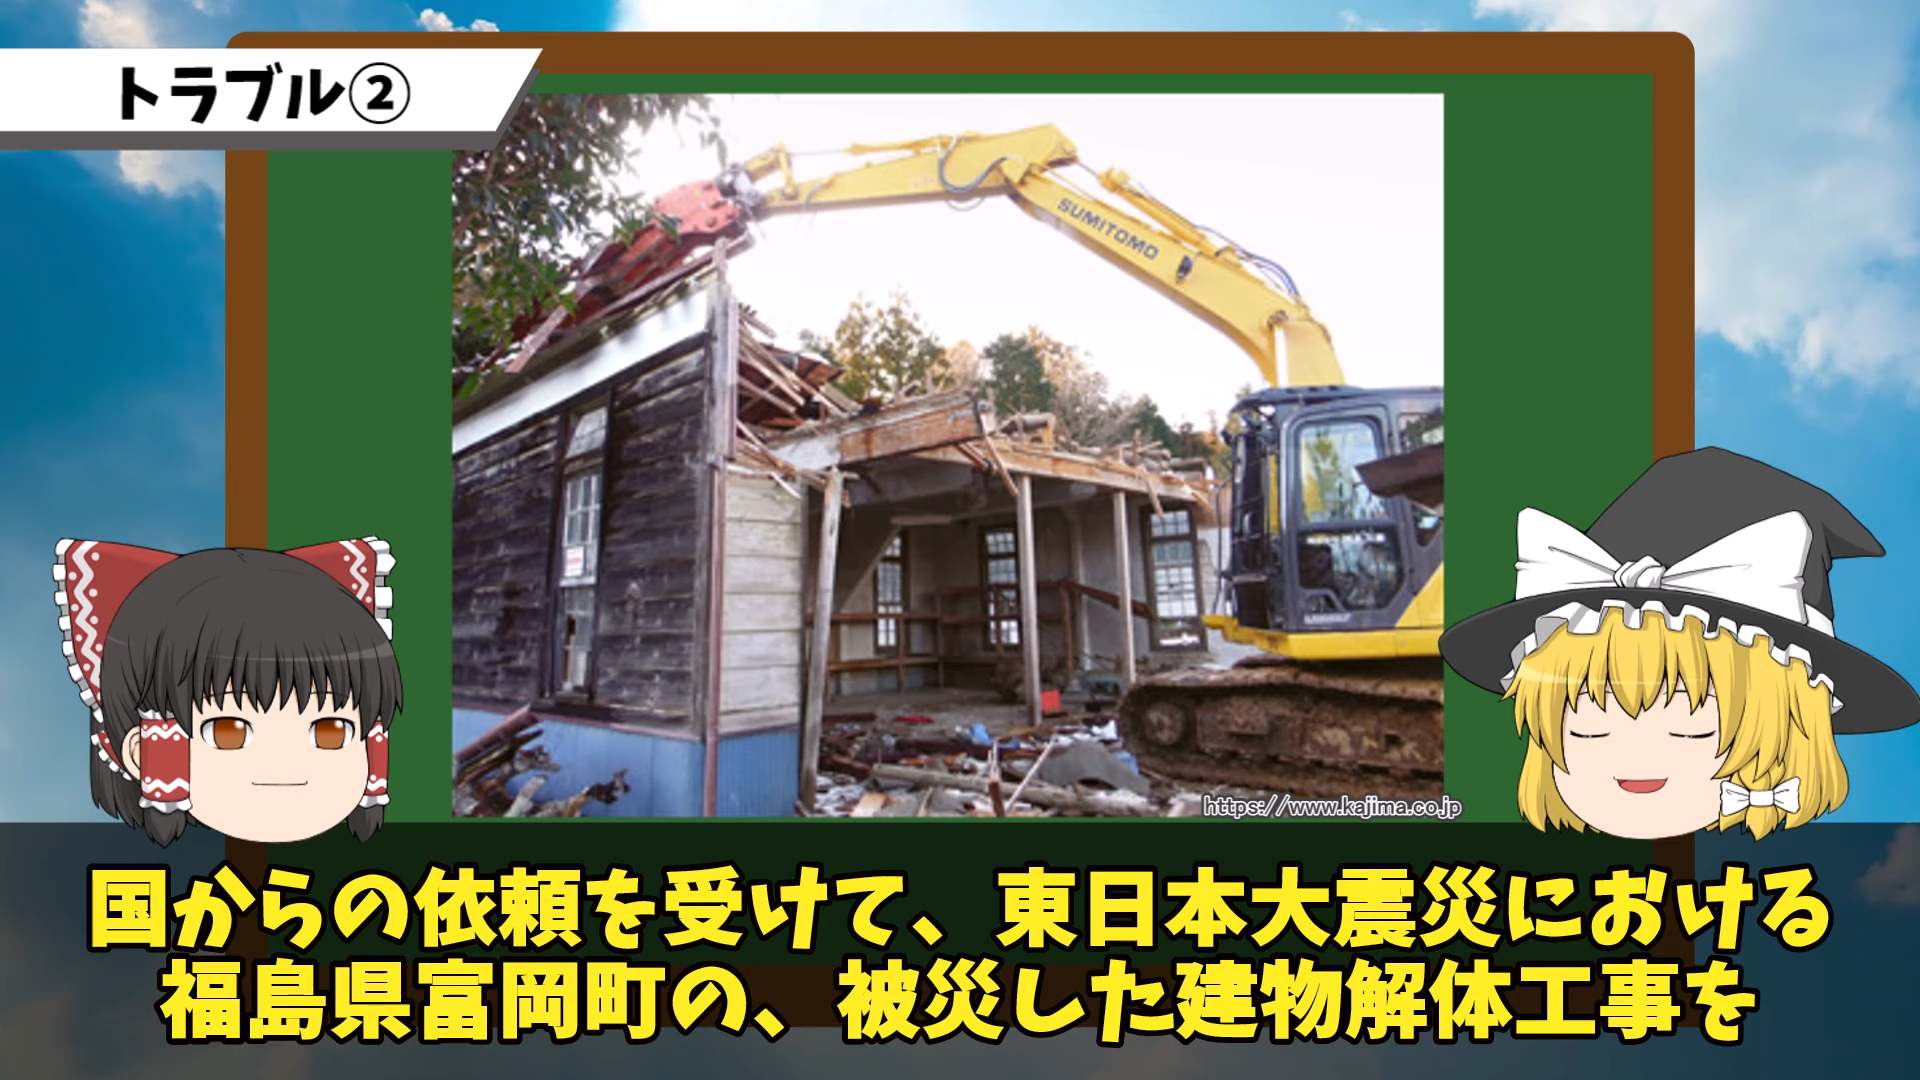 トラブル②
SUMITOMO
https://www.kajima.co.jp
国からの依頼を受けて、東日本大震災における
福島県富岡町の、被災した建物解体工事を